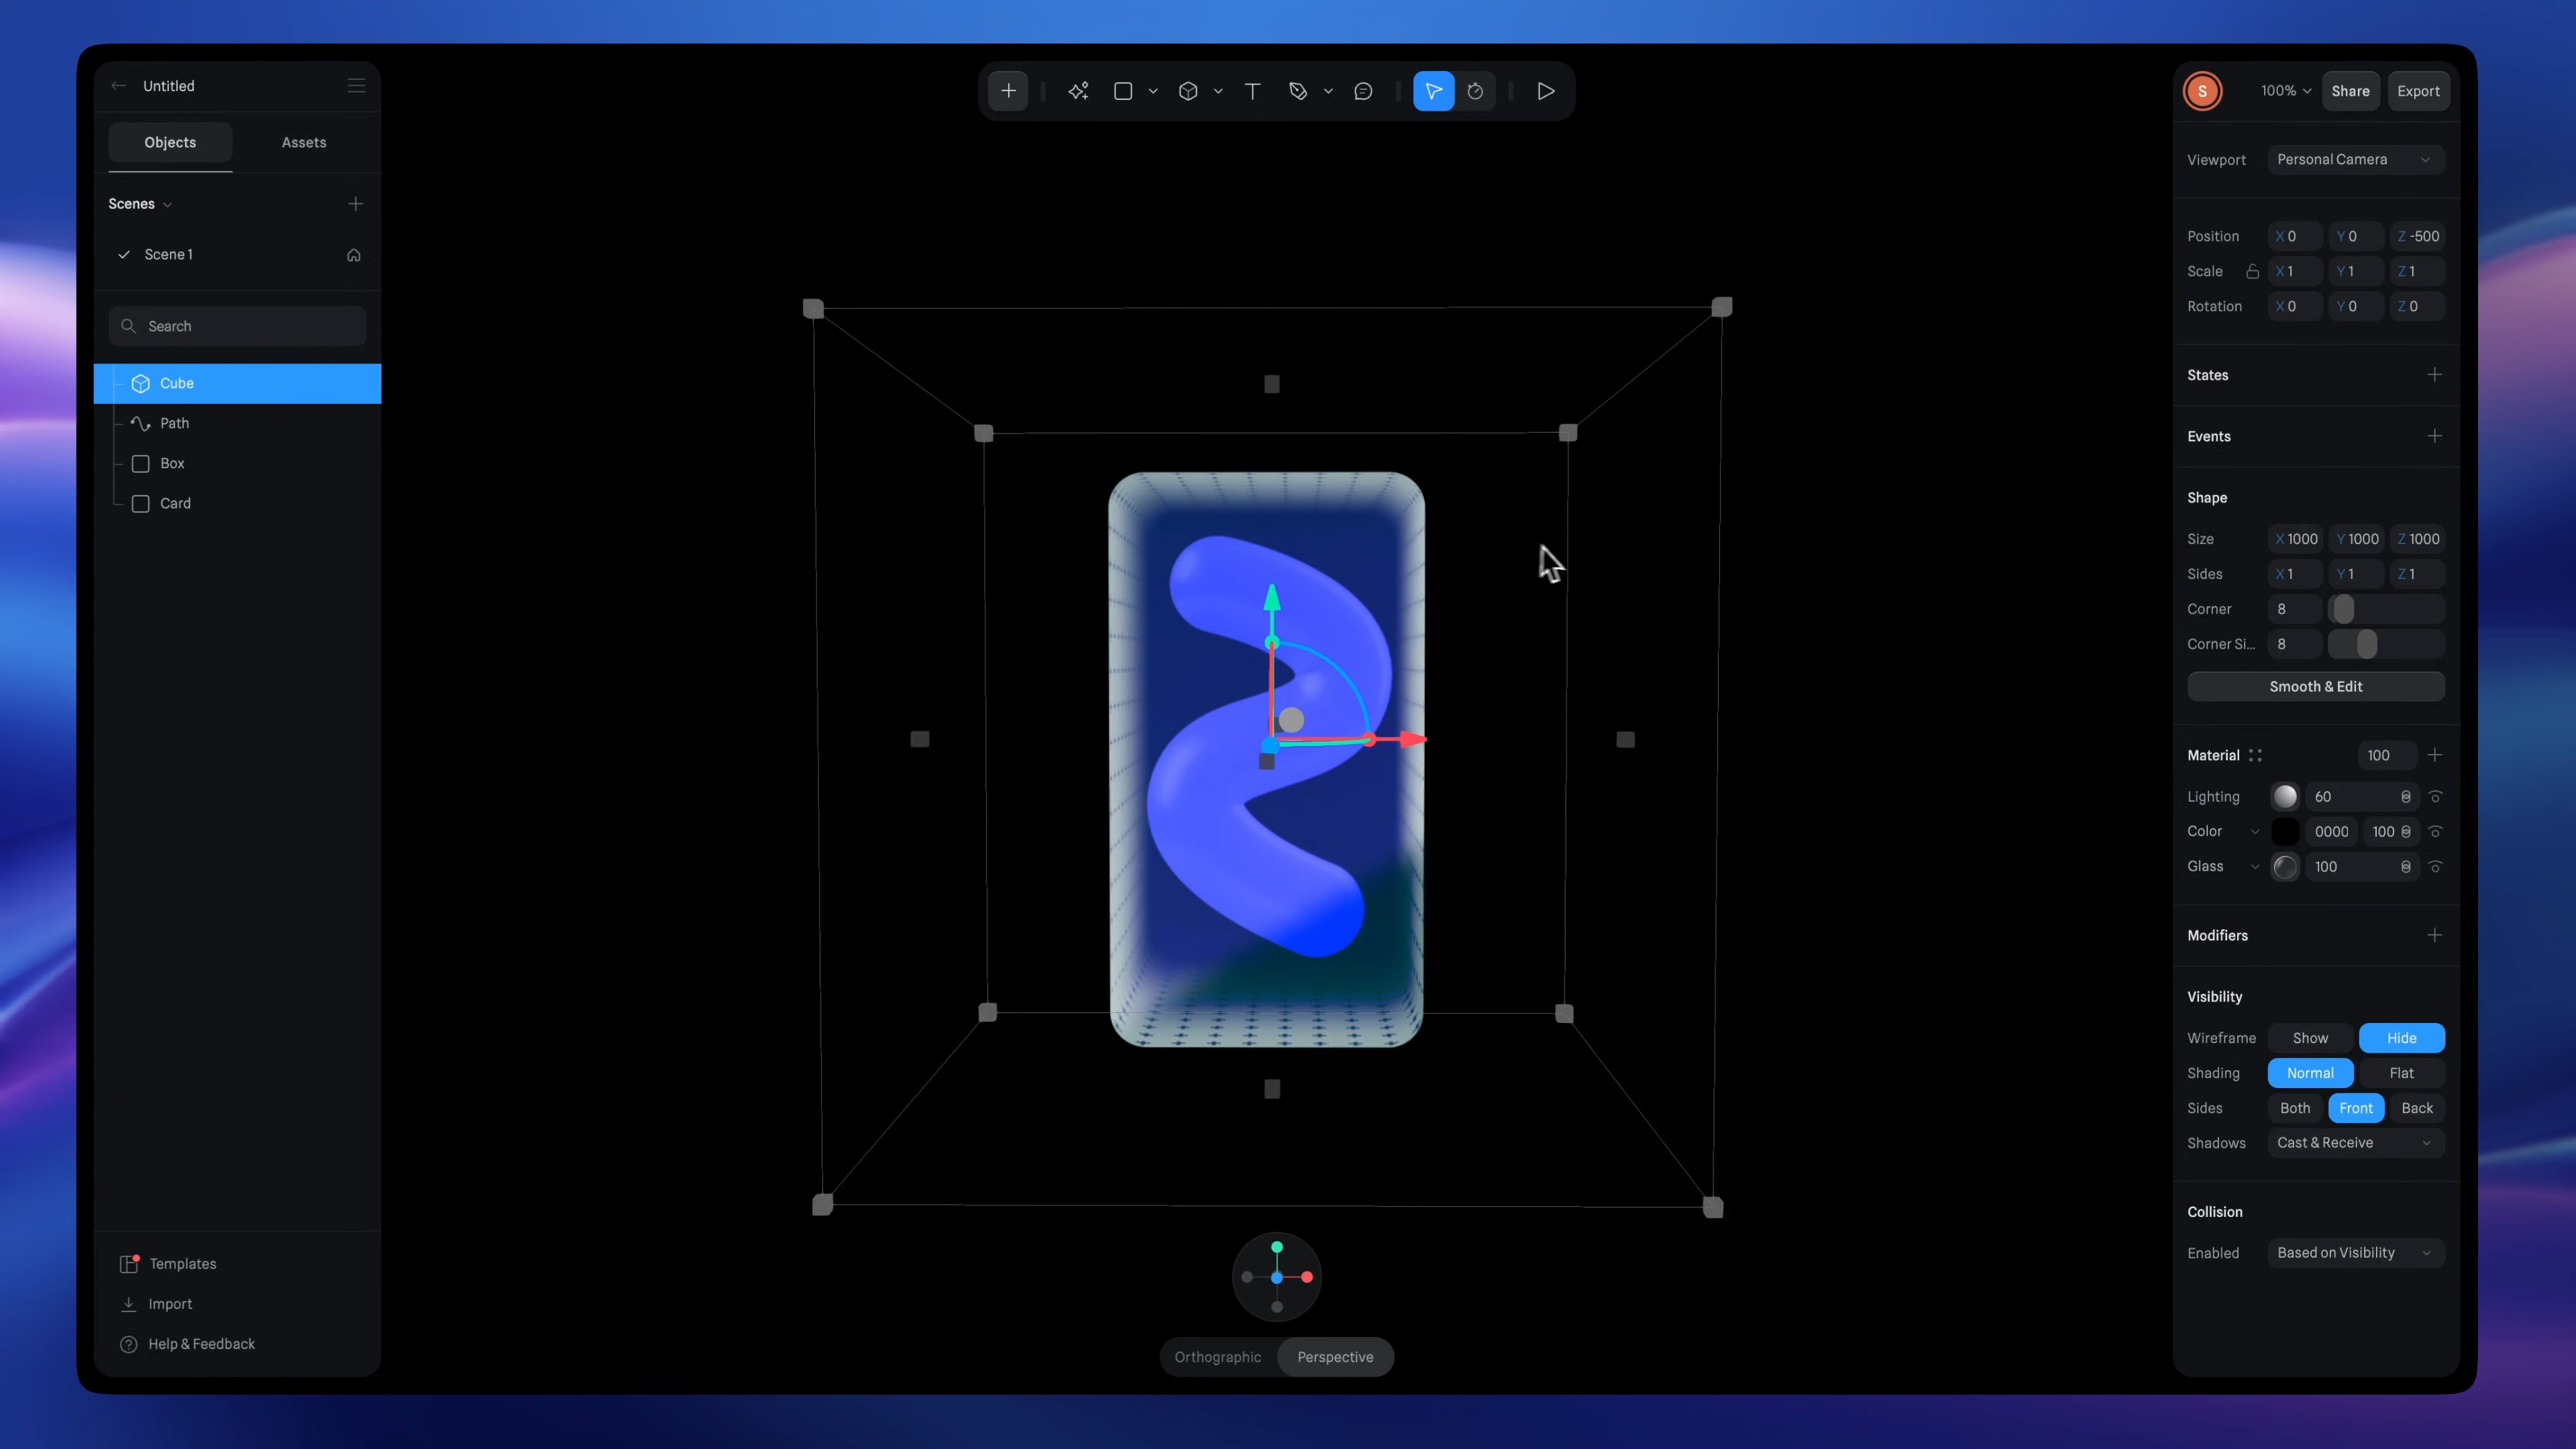 Untitled
Objects Assets
Scenes
Scene 1
Search
Cube
Path
Box
Card
Templates
Import
Help & Feedback
Orthographic Perspective
S 100% Share Export
Viewport Personal Camera
Position X 0 Y 0 Z -500
Scale X 1 Y 1 Z 1
Rotation X 0 Y 0 Z 0
States
Events
Shape
Size X 1000 Y 1000 Z 1000
Sides X 1 Y 1 Z 1
Corner 8
Corner Si... 8
Smooth & Edit
Material 100
Lighting 60
Color 0000 100
Glass 100
Modifiers
Visibility
Wireframe Show Hide
Shading Normal Flat
Sides Both Front Back
Shadows Cast & Receive
Collision
Enabled Based on Visibility